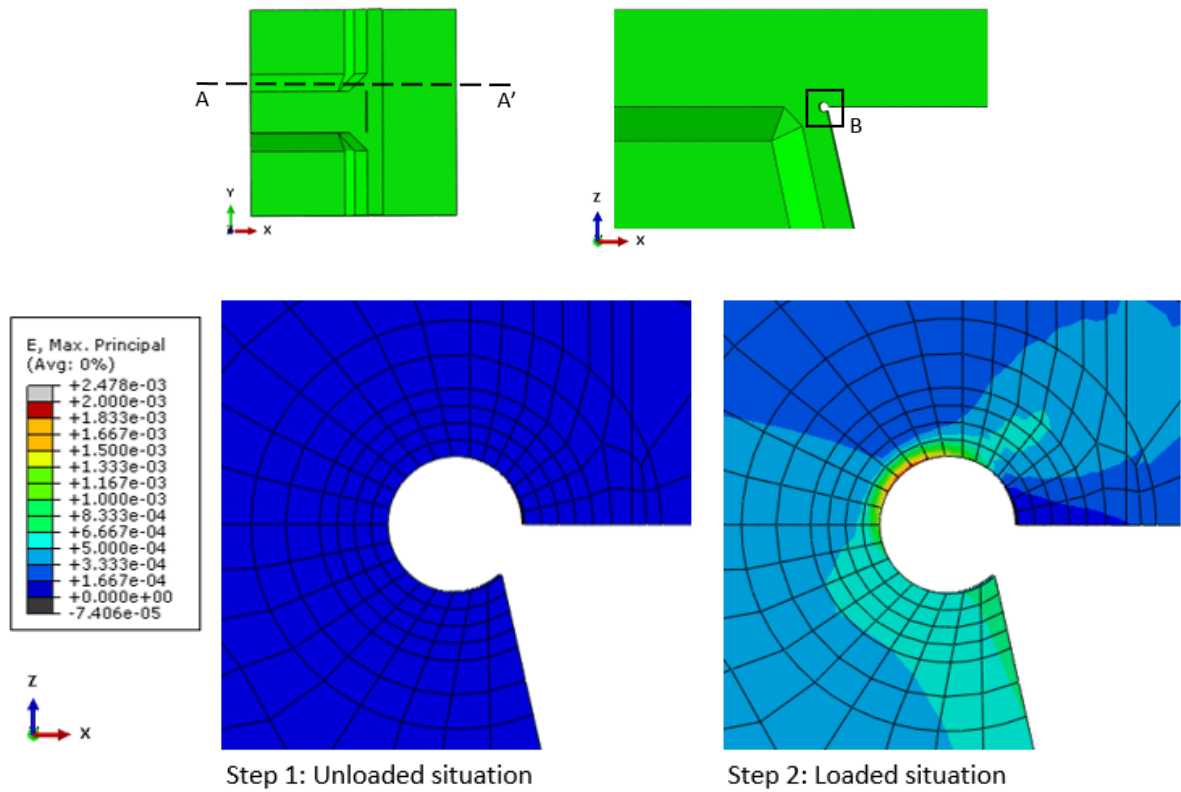 A
A'
Y
X
Z
B
Z
X
E, Max. Principal
(Avg: 0%)
+2.478e-03
+2.000e-03
+1.833e-03
+1.667e-03
+1.500e-03
+1.333e-03
+1.167e-03
+1.000e-03
+8.333e-04
+6.667e-04
+5.000e-04
+3.333e-04
+1.667e-04
+0.000e+00
-7.406e-05
Z
X
Step 1: Unloaded situation
Step 2: Loaded situation